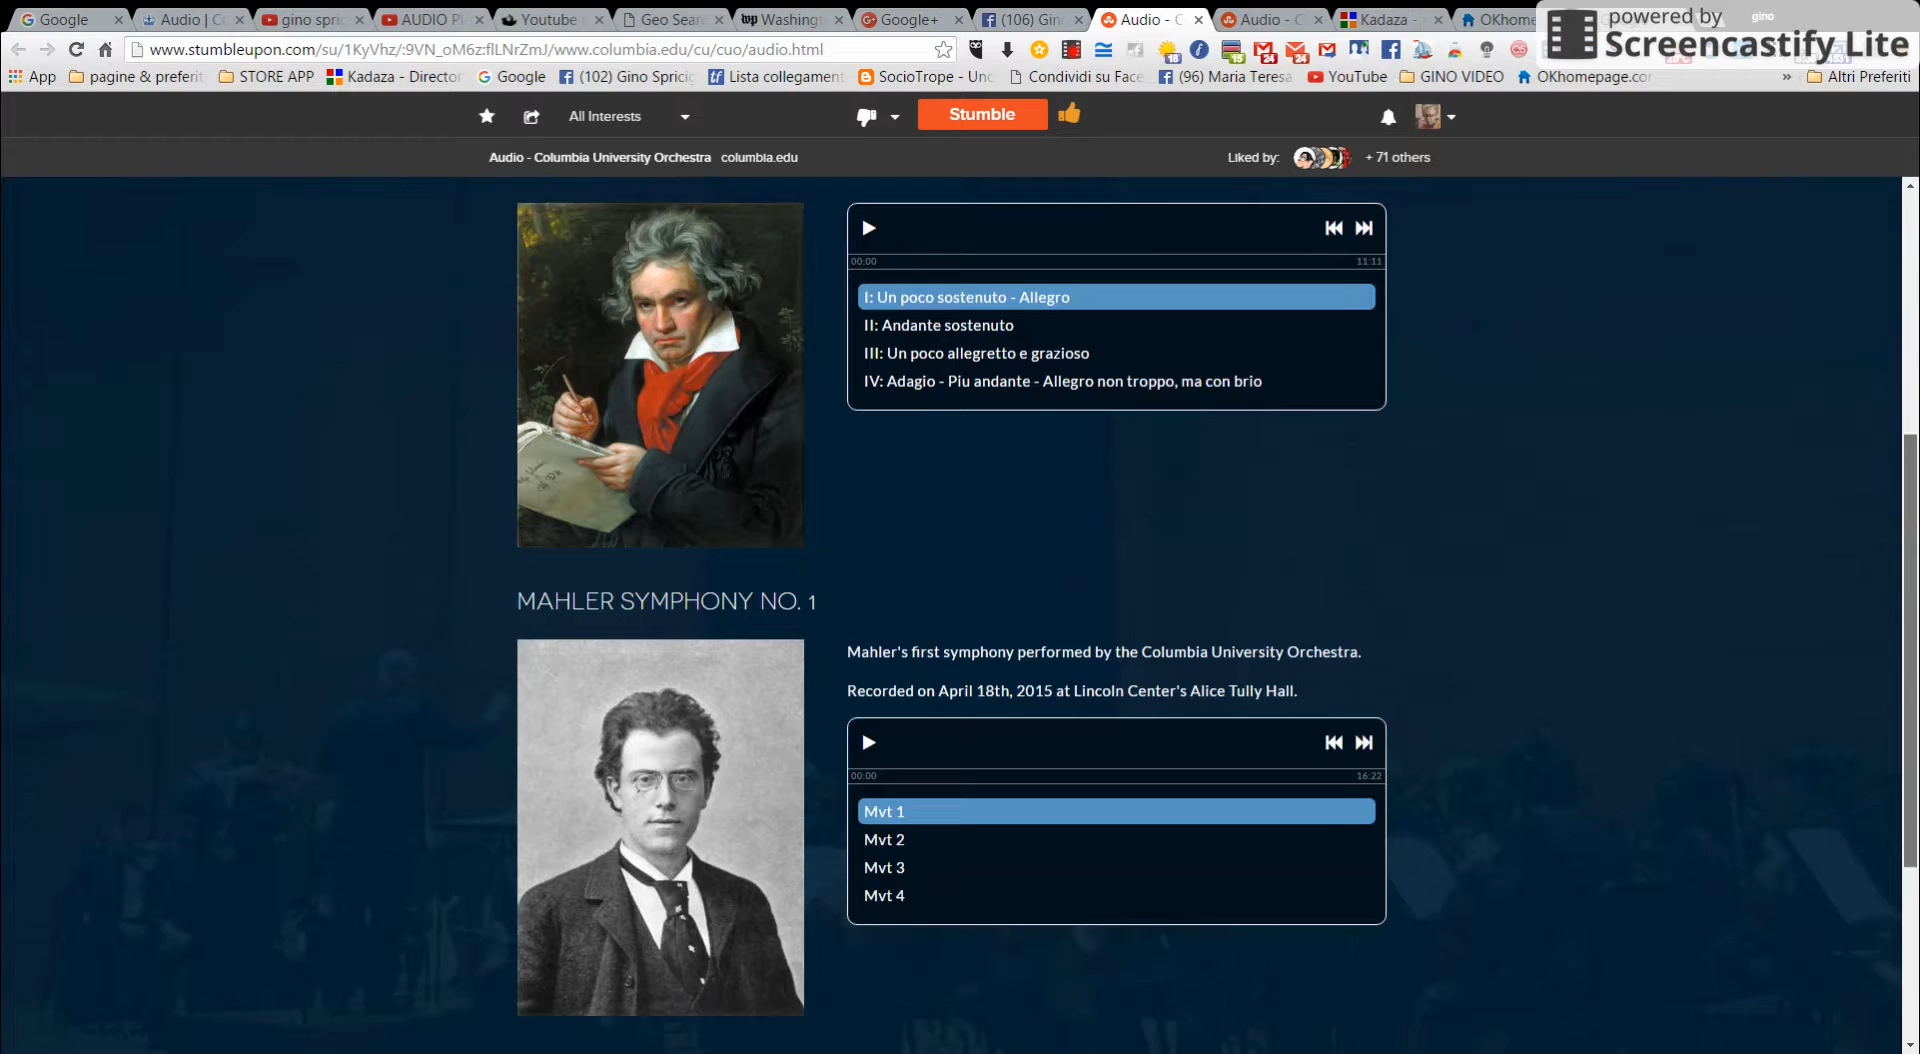 Google
Audio | Co
gino spric
AUDIO Pl
Youtube
Geo Sear
Washingt
Google+
(106) Gino
Audio - C
Audio - C
Kadaza -
OKhome
powered by
gino
Screencastify Lite
www.stumbleupon.com/su/1KyVhz/:9VN_oM6z:flLNrZmJ/www.columbia.edu/cu/cuo/audio.html
App
pagine & preferit
STORE APP
Kadaza - Director
Google
(102) Gino Spricig
Lista collegament
SocioTrope - Unc
Condividi su Face
(96) Maria Teresa
YouTube
GINO VIDEO
OKhomepage.co
» Altri Preferiti
All Interests
Stumble
Audio - Columbia University Orchestra columbia.edu
Liked by: + 71 others
00:00 11:11
I: Un poco sostenuto - Allegro
II: Andante sostenuto
III: Un poco allegretto e grazioso
IV: Adagio - Piu andante - Allegro non troppo, ma con brio
MAHLER SYMPHONY NO. 1
Mahler's first symphony performed by the Columbia University Orchestra.
Recorded on April 18th, 2015 at Lincoln Center's Alice Tully Hall.
00:00 16:22
Mvt 1
Mvt 2
Mvt 3
Mvt 4